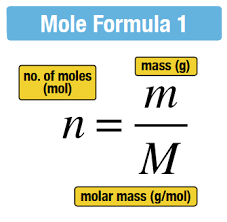 Mole Formula 1
no. of moles
(mol)
mass (g)
n = m
M
molar mass (g/mol)